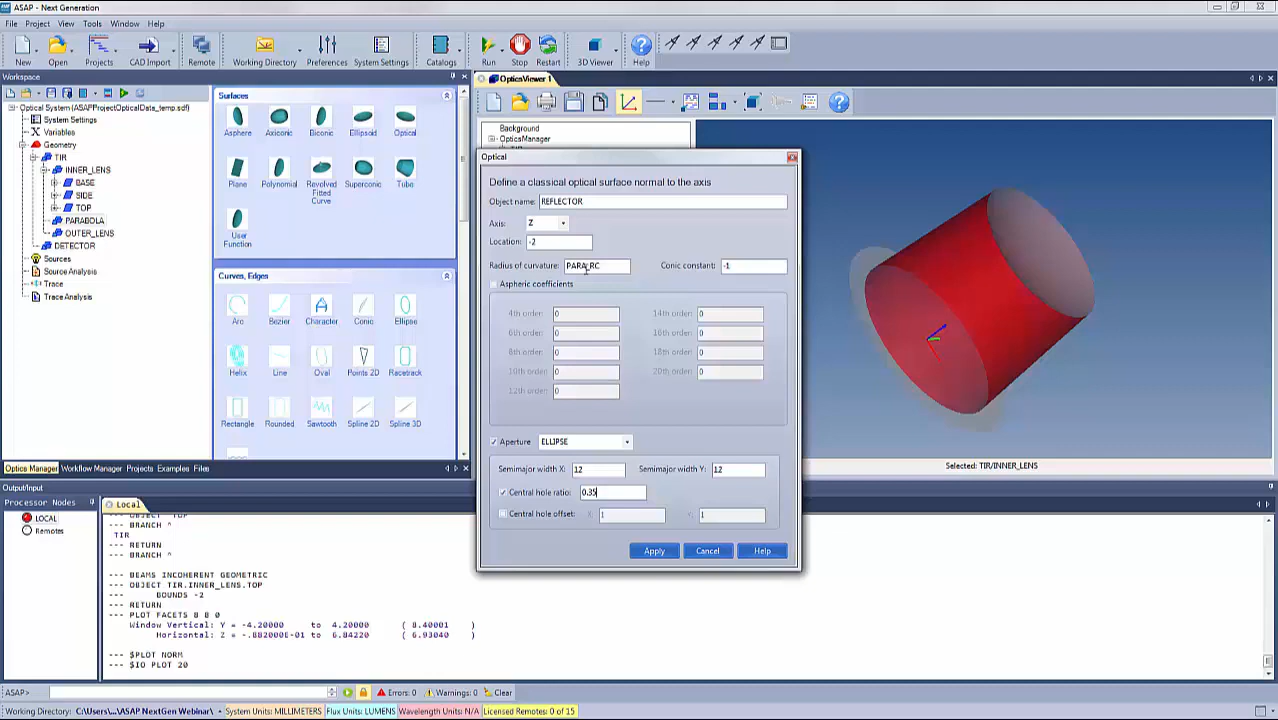 ASAP - Next Generation
File Project View Tools Window Help
New Open Projects CAD Import Remote Working Directory Preferences System Settings Catalogs Run Stop Restart 3D Viewer Help
Workspace
OpticsViewer 1
Optical System (ASAPProjectOpticalData_temp.sdf)
System Settings
Variables
Geometry
TIR
INNER_LENS
BASE
SIDE
TOP
PARABOLA
OUTER_LENS
DETECTOR
Sources
Source Analysis
Trace
Trace Analysis
Surfaces
Asphere Axiconic Biconic Ellipsoid Optical
Plane Polynomial Revolved Fitted Curve Superconic Tube
User Function
Curves, Edges
Arc Bezier Character Conic Ellipse
Helix Line Oval Points 2D Racetrack
Rectangle Rounded Sawtooth Spline 2D Spline 3D
Background
OpticsManager
Optical
Define a classical optical surface normal to the axis
Object name: REFLECTOR
Axis: Z
Location: -2
Radius of curvature: PARA_RC Conic constant: -1
Aspheric coefficients
4th order: 0 14th order: 0
6th order: 0 16th order: 0
8th order: 0 18th order: 0
10th order: 0 20th order: 0
12th order: 0
Aperture ELLIPSE
Semimajor width X: 12 Semimajor width Y: 12
Central hole ratio: 0.35
Central hole offset: X: 1 Y: 1
Apply Cancel Help
Selected: TIR/INNER_LENS
Optics Manager Workflow Manager Projects Examples Files
Output/Input
Processor Nodes
LOCAL
Remotes
Local
--- OBJECT 'TOP'
--- BRANCH ^
TIR
--- RETURN
--- BRANCH ^
--- BEAMS INCOHERENT GEOMETRIC
--- OBJECT TIR.INNER_LENS.TOP
BOUNDS -2
--- RETURN
--- PLOT FACETS 8 8 0
Window Vertical: Y = -4.20000 to 4.20000 ( 8.40001 )
Horizontal: Z = -.882000E-01 to 6.84220 ( 6.93040 )
--- $PLOT NORM
--- $IO PLOT 20
ASAP> Errors: 0 Warnings: 0 Clear
Working Directory: C:\Users\...\ASAP NextGen Webinar\ System Units: MILLIMETERS Flux Units: LUMENS Wavelength Units: N/A Licensed Remotes: 0 of 15